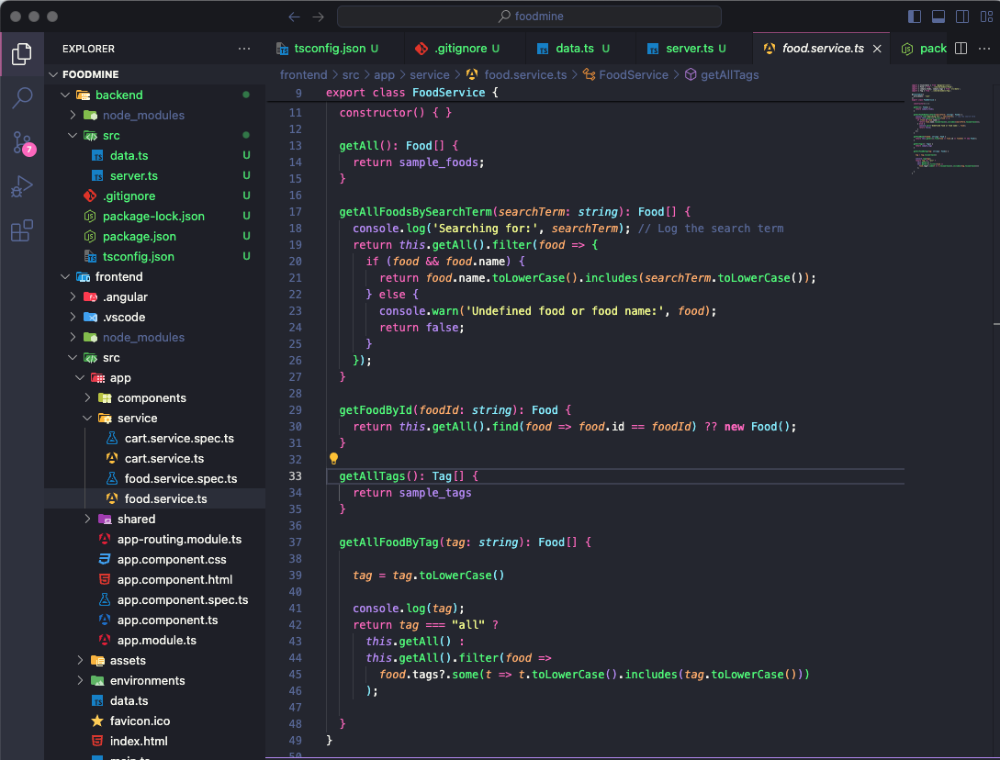 foodmine
EXPLORER
tsconfig.json U
.gitignore U
data.ts U
server.ts U
food.service.ts
pack
FOODMINE
backend
node_modules
src
data.ts U
server.ts U
.gitignore U
package-lock.json U
package.json U
tsconfig.json U
frontend
.angular
.vscode
node_modules
src
app
components
service
cart.service.spec.ts
cart.service.ts
food.service.spec.ts
food.service.ts
shared
app-routing.module.ts
app.component.css
app.component.html
app.component.spec.ts
app.component.ts
app.module.ts
assets
environments
data.ts
favicon.ico
index.html
main.ts
7
frontend > src > app > service > food.service.ts > FoodService > getAllTags
9 export class FoodService {
11 constructor() { }
12
13 getAll(): Food[] {
14 return sample_foods;
15 }
16
17 getAllFoodsBySearchTerm(searchTerm: string): Food[] {
18 console.log('Searching for:', searchTerm); // Log the search term
19 return this.getAll().filter(food => {
20 if (food && food.name) {
21 return food.name.toLowerCase().includes(searchTerm.toLowerCase());
22 } else {
23 console.warn('Undefined food or food name:', food);
24 return false;
25 }
26 });
27 }
28
29 getFoodById(foodId: string): Food {
30 return this.getAll().find(food => food.id == foodId) ?? new Food();
31 }
32
33 getAllTags(): Tag[] {
34 return sample_tags
35 }
36
37 getAllFoodByTag(tag: string): Food[] {
38
39 tag = tag.toLowerCase()
40
41 console.log(tag);
42 return tag === "all" ?
43 this.getAll() :
44 this.getAll().filter(food =>
45 food.tags?.some(t => t.toLowerCase().includes(tag.toLowerCase()))
46 );
47
48 }
49 }
50